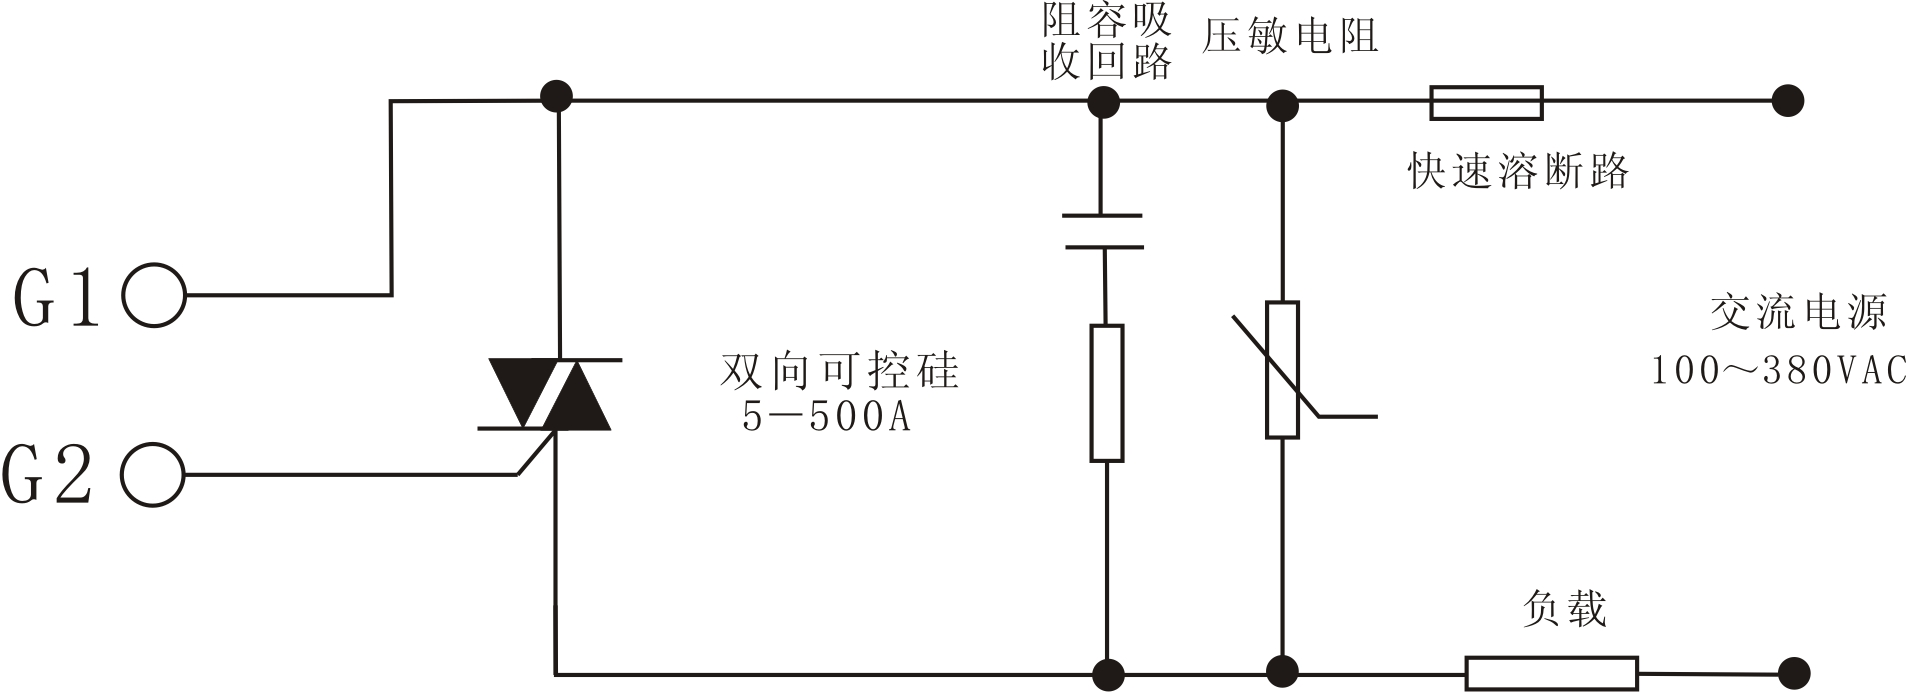 阻容吸
收回路
压敏电阻
快速溶断路
G1
交流电源
100～380VAC
双向可控硅
5—500A
G2
负载